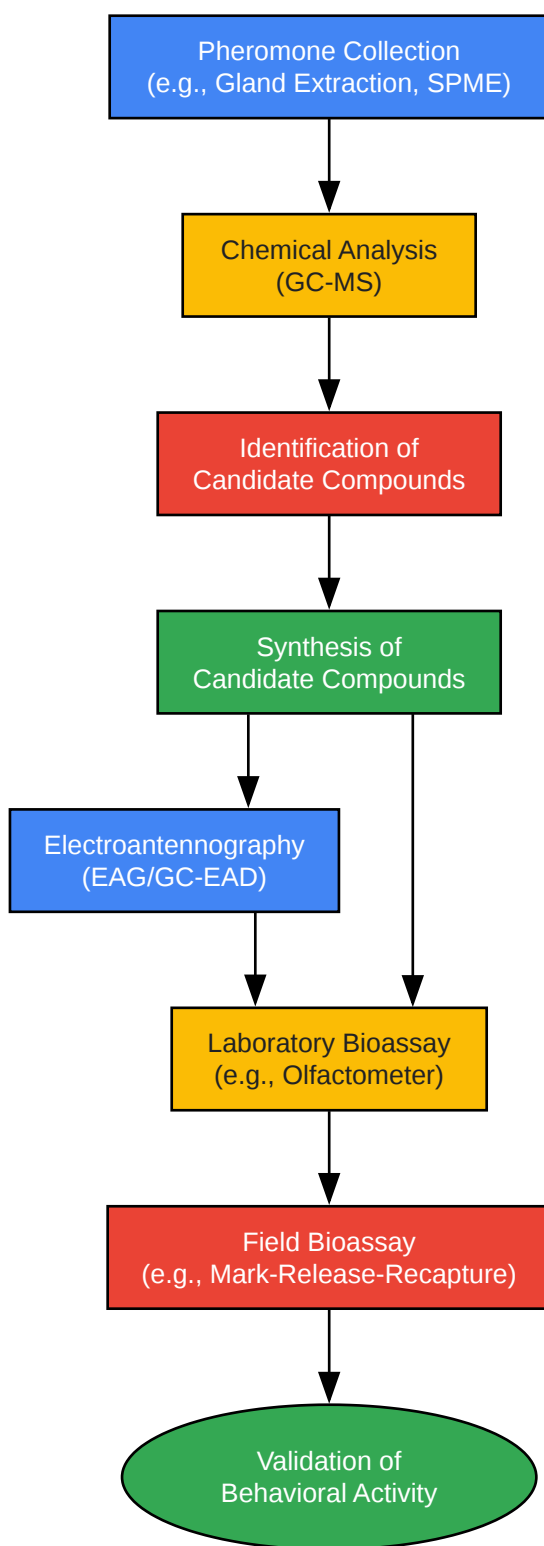 Pheromone Collection
(e.g., Gland Extraction, SPME)
Chemical Analysis
(GC-MS)
Identification of
Candidate Compounds
Synthesis of
Candidate Compounds
Electroantennography
(EAG/GC-EAD)
Laboratory Bioassay
(e.g., Olfactometer)
Field Bioassay
(e.g., Mark-Release-Recapture)
Validation of
Behavioral Activity